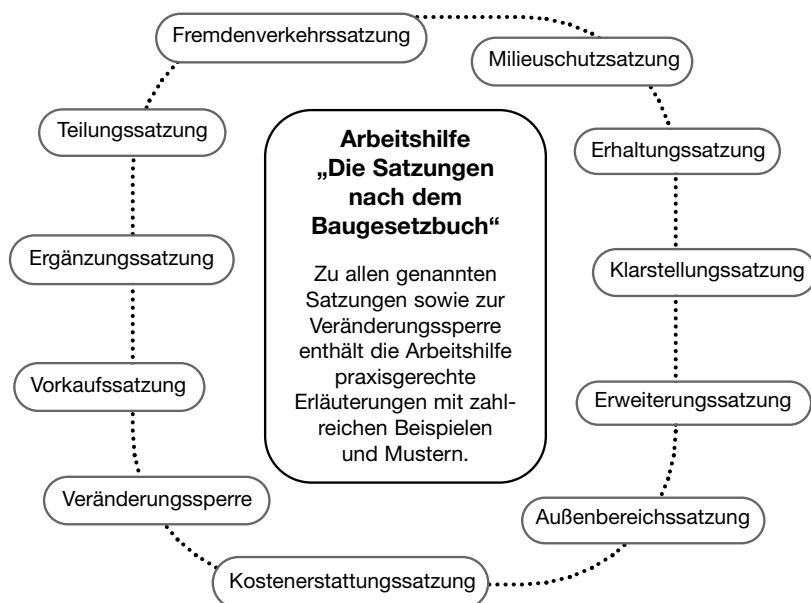 Fremdenverkehrssatzung
Milieuschutzsatzung
Teilungssatzung
Erhaltungssatzung
Arbeitshilfe
„Die Satzungen
nach dem
Baugesetzbuch“
Zu allen genannten
Satzungen sowie zur
Veränderungssperre
enthält die Arbeitshilfe
praxisgerechte
Erläuterungen mit zahl-
reichen Beispielen
und Mustern.
Ergänzungssatzung
Klarstellungssatzung
Vorkaufssatzung
Erweiterungssatzung
Veränderungssperre
Außenbereichssatzung
Kostenerstattungssatzung